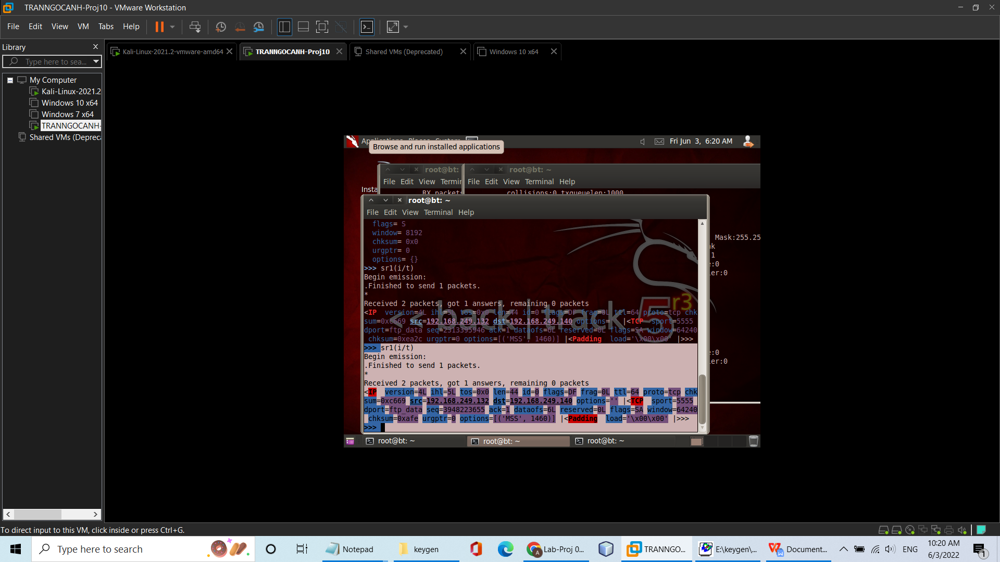 TRANNGOCANH-Proj10 - VMware Workstation
File Edit View VM Tabs Help
Library
Type here to sea...
Kali-Linux-2021.2-vmware-amd64
TRANNGOCANH-Proj10
Shared VMs (Deprecated)
Windows 10 x64
My Computer
Kali-Linux-2021.2
Windows 10 x64
Windows 7 x64
TRANNGOCANH-
Shared VMs (Depreca
Applications Places System
Fri Jun 3, 6:20 AM
Browse and run installed applications
root@bt:
root@bt: ~
File Edit View Termin
File Edit View Terminal Help
Insta
RX packets
collisions:0 txqueuelen:1000
root@bt: ~
File Edit View Terminal Help
flags= S
window= 8192
chksum= 0x0
urgptr= 0
options= {}
>>> sr1(i/t)
Begin emission:
.Finished to send 1 packets.
*
Received 2 packets, got 1 answers, remaining 0 packets
<IP version=4L ihl=5L tos=0x0 len=44 id=0 flags=DF frag=0L ttl=64 proto=tcp chk
sum=0xc669 src=192.168.249.132 dst=192.168.249.140 options='' |<TCP sport=5555
dport=ftp_data seq=2313395946 ack=1 dataofs=6L reserved=0L flags=SA window=64240
chksum=0xea2c urgptr=0 options=[('MSS', 1460)] |<Padding load='\x00\x00' |>>>
>>> sr1(i/t)
Begin emission:
.Finished to send 1 packets.
*
Received 2 packets, got 1 answers, remaining 0 packets
<IP version=4L ihl=5L tos=0x0 len=44 id=0 flags=DF frag=0L ttl=64 proto=tcp chk
sum=0xc669 src=192.168.249.132 dst=192.168.249.140 options='' |<TCP sport=5555
dport=ftp_data seq=3948223655 ack=1 dataofs=6L reserved=0L flags=SA window=64240
chksum=0xafe urgptr=0 options=[('MSS', 1460)] |<Padding load='\x00\x00' |>>>
>>>
<< back | track 5 r3
Mask:255.25
k
1
:0
er:0
e:0
er:0
root@bt: ~
root@bt: ~
root@bt: ~
To direct input to this VM, click inside or press Ctrl+G.
Type here to search
Notepad
keygen
Lab-Proj 0...
TRANNGO...
E:\keygen\...
Document...
ENG
10:20 AM
6/3/2022
1